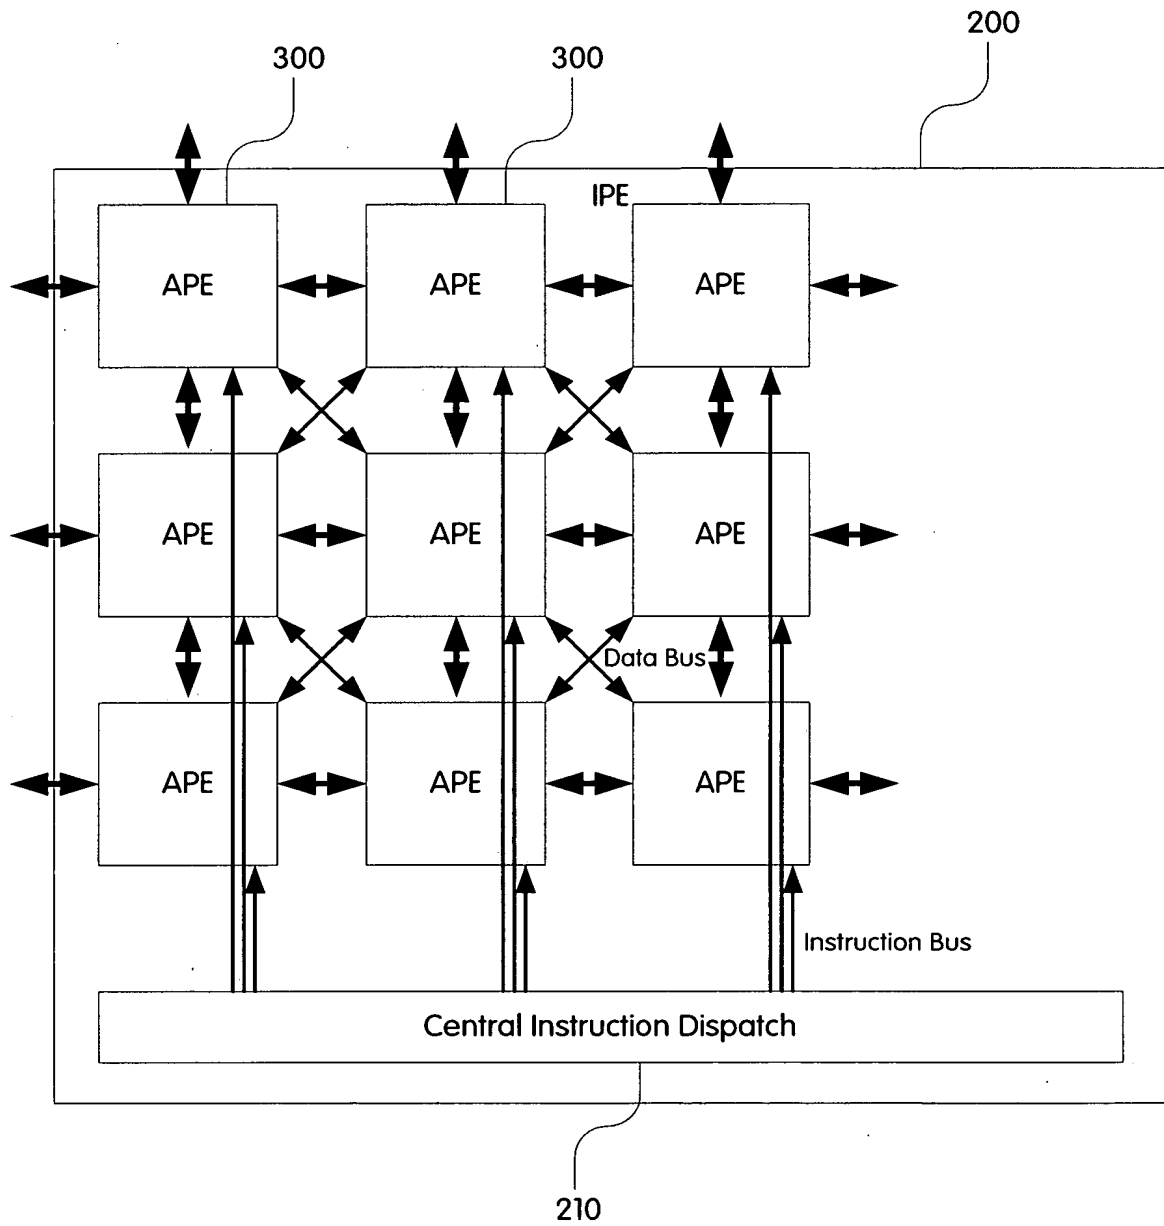 200
300 300
IPE
APE APE APE
APE APE APE
Data Bus
APE APE APE
Instruction Bus
Central Instruction Dispatch
210